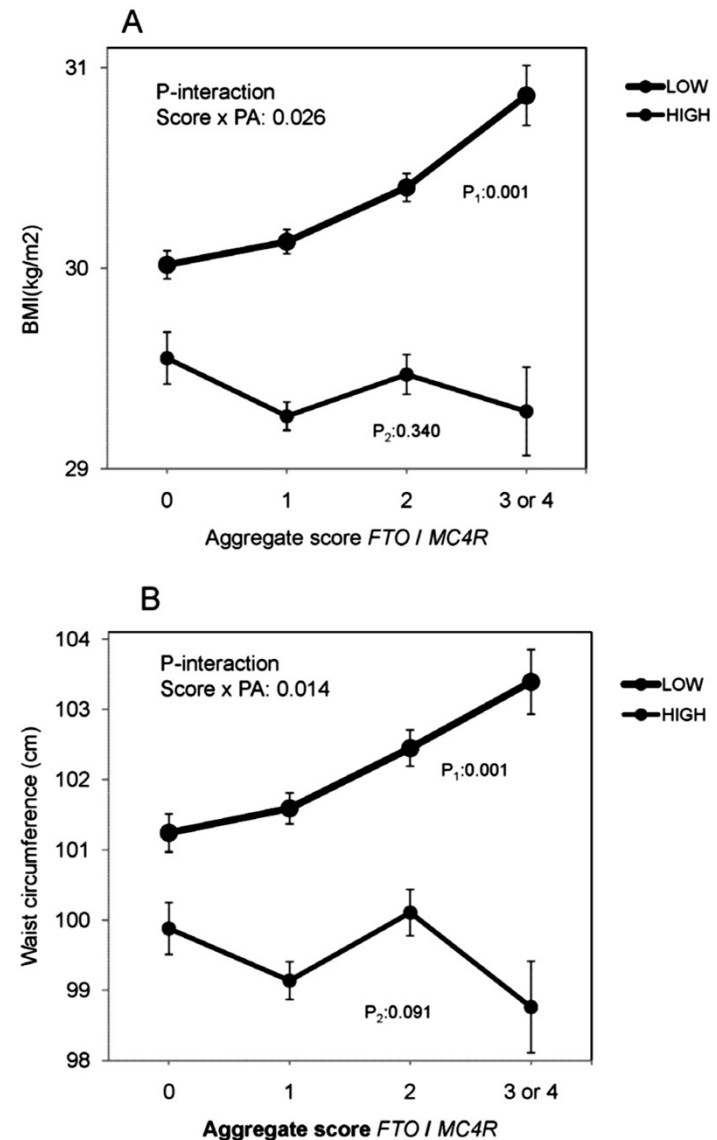 A
31
30
29
BMI(kg/m2)
P-interaction
Score x PA: 0.026
P₁:0.001
P₂:0.340
LOW
HIGH
0 1 2 3 or 4
Aggregate score FTO / MC4R
B
104
103
102
101
100
99
98
Waist circumference (cm)
P-interaction
Score x PA: 0.014
P₁:0.001
P₂:0.091
LOW
HIGH
0 1 2 3 or 4
Aggregate score FTO / MC4R